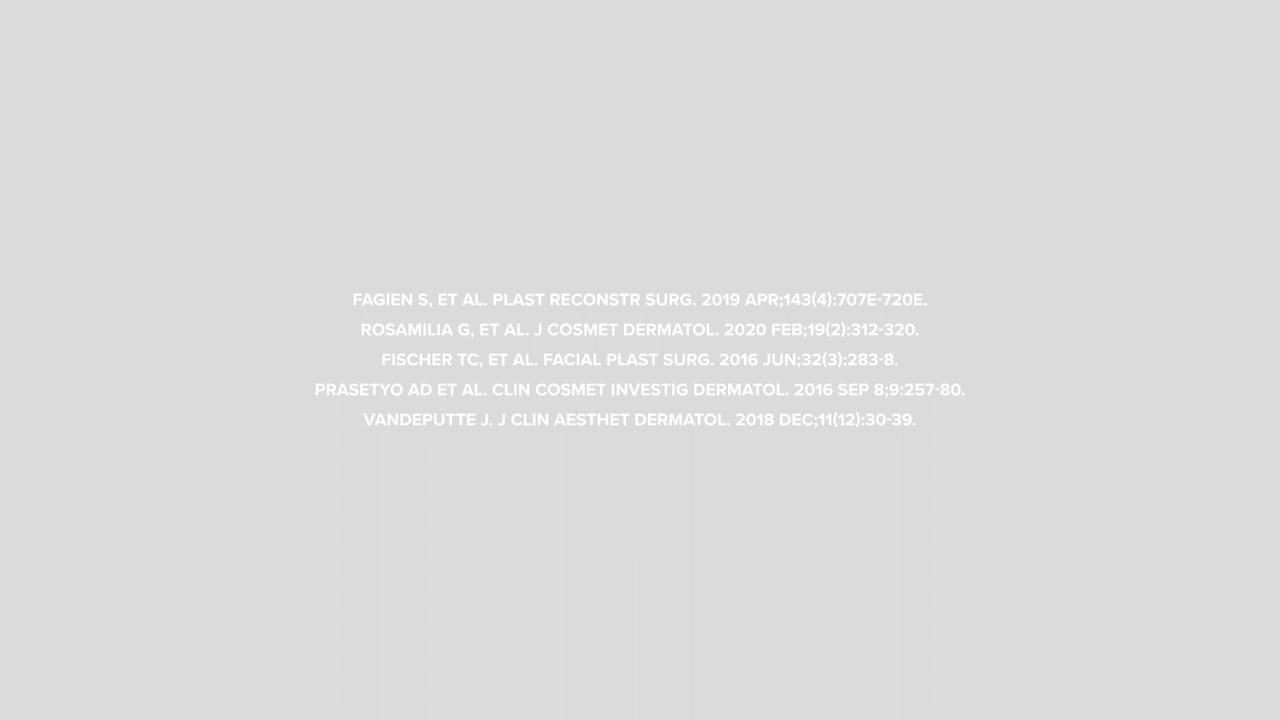 FAGIEN S, ET AL. PLAST RECONSTR SURG. 2019 APR;143(4):707E-720E.
ROSAMILIA G, ET AL. J COSMET DERMATOL. 2020 FEB;19(2):312-320.
FISCHER TC, ET AL. FACIAL PLAST SURG. 2016 JUN;32(3):283-8.
PRASETYO AD ET AL. CLIN COSMET INVESTIG DERMATOL. 2016 SEP 8;9:257-80.
VANDEPUTTE J. J CLIN AESTHET DERMATOL. 2018 DEC;11(12):30-39.